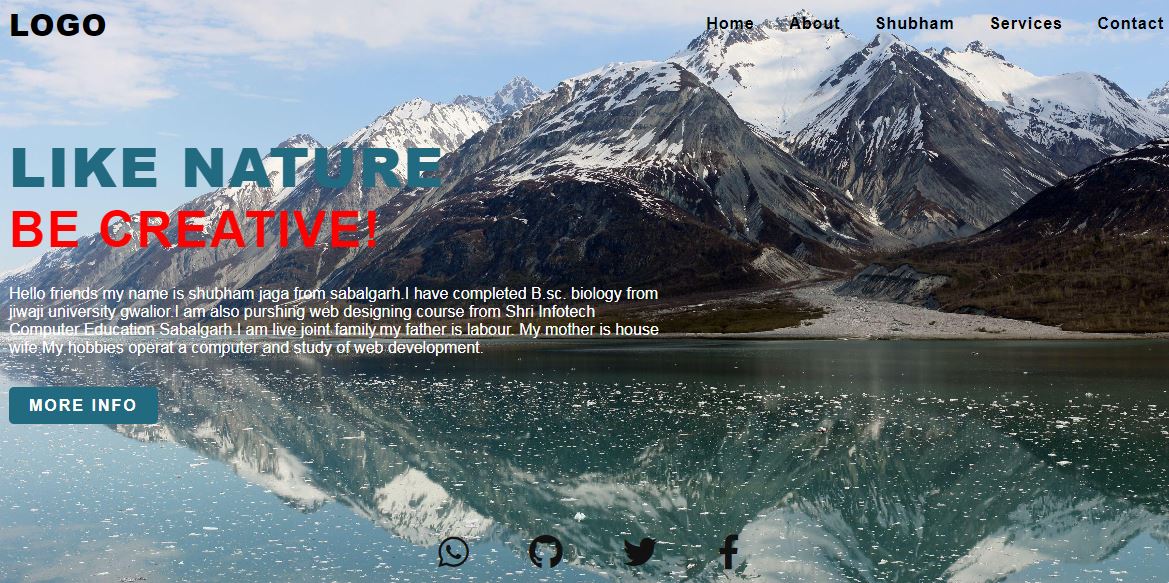 LOGO
Home About Shubham Services Contact
LIKE NATURE
BE CREATIVE!
Hello friends my name is shubham jaga from sabalgarh.I have completed B.sc. biology from
jiwaji university gwalior.I am also purshing web designing course from Shri Infotech
Computer Education Sabalgarh.I am live joint family.my father is labour. My mother is house
wife.My hobbies operat a computer and study of web development.
MORE INFO